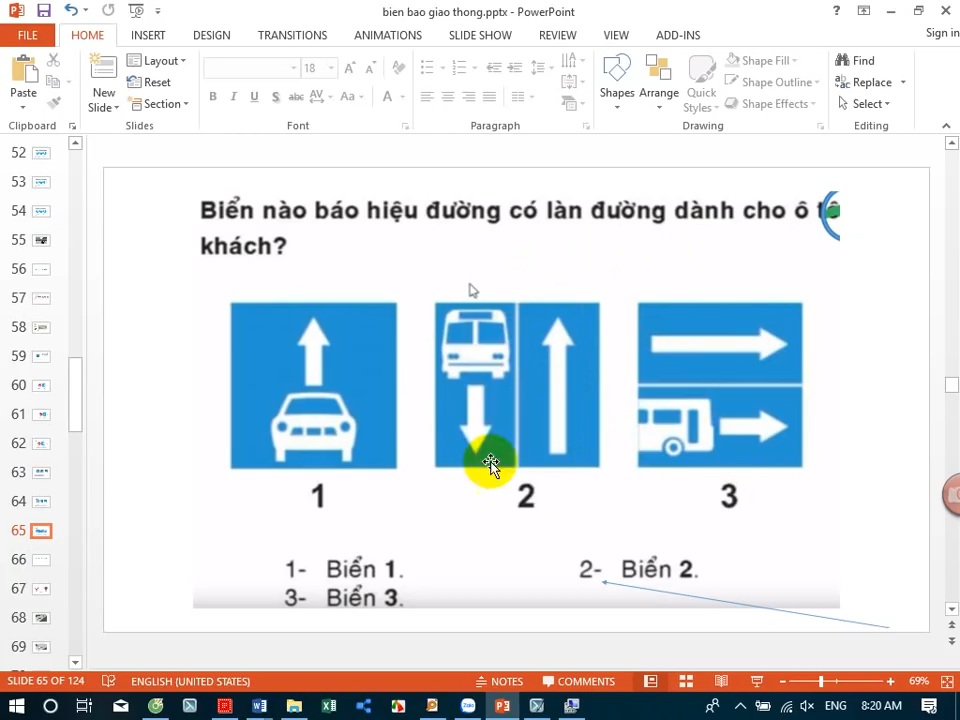 bien bao giao thong.pptx - PowerPoint
?
FILE HOME INSERT DESIGN TRANSITIONS ANIMATIONS SLIDE SHOW REVIEW VIEW ADD-INS Sign in
Paste
New Slide
Layout
Reset
Section
18
B I U S abc AV Aa A
Shapes
Arrange
Quick Styles
Shape Fill
Shape Outline
Shape Effects
Find
Replace
Select
Clipboard Slides Font Paragraph Drawing Editing
52
53
54
55
56
57
58
59
60
61
62
63
64
65
66
67
68
69
Biển nào báo hiệu đường có làn đường dành cho ô tô
khách?
1 2 3
1- Biển 1. 2- Biển 2.
3- Biển 3.
SLIDE 65 OF 124 ENGLISH (UNITED STATES) NOTES COMMENTS 69%
Zalo ENG 8:20 AM